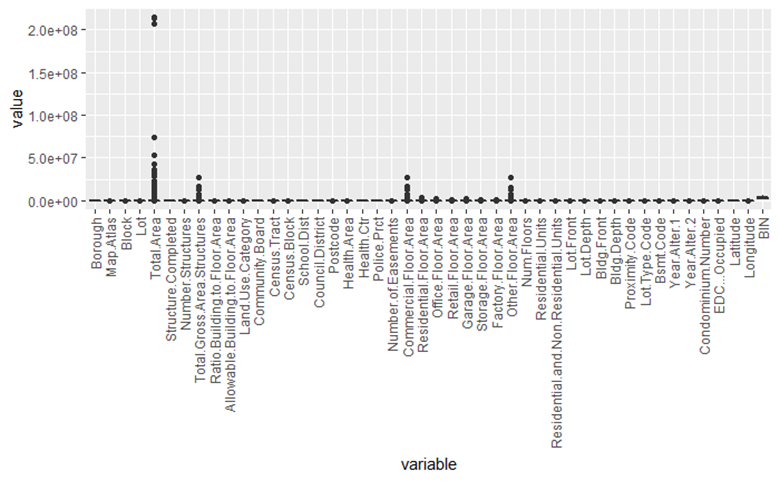 2.0e+08
1.5e+08
1.0e+08
5.0e+07
0.0e+00
value
Borough
Map.Atlas
Block
Lot
Total.Area
Structure.Completed
Number.Structures
Total.Gross.Area.Structures
Ratio.Building.to.Floor.Area
Allowable.Building.to.Floor.Area
Land.Use.Category
Community.Board
Census.Tract
Census.Block
School.Dist
Council.District
Postcode
Health.Area
Health.Ctr
Police.Prct
Number.of.Easements
Commercial.Floor.Area
Residential.Floor.Area
Office.Floor.Area
Retail.Floor.Area
Garage.Floor.Area
Storage.Floor.Area
Factory.Floor.Area
Other.Floor.Area
Num.Floors
Residential.Units
Residential.and.Non.Residential.Units
Lot.Front
Lot.Depth
Bldg.Front
Bldg.Depth
Proximity.Code
Lot.Type.Code
Bsmt.Code
Year.Alter.1
Year.Alter.2
Condominium.Number
EDC...Occupied
Latitude
Longitude
BIN
variable